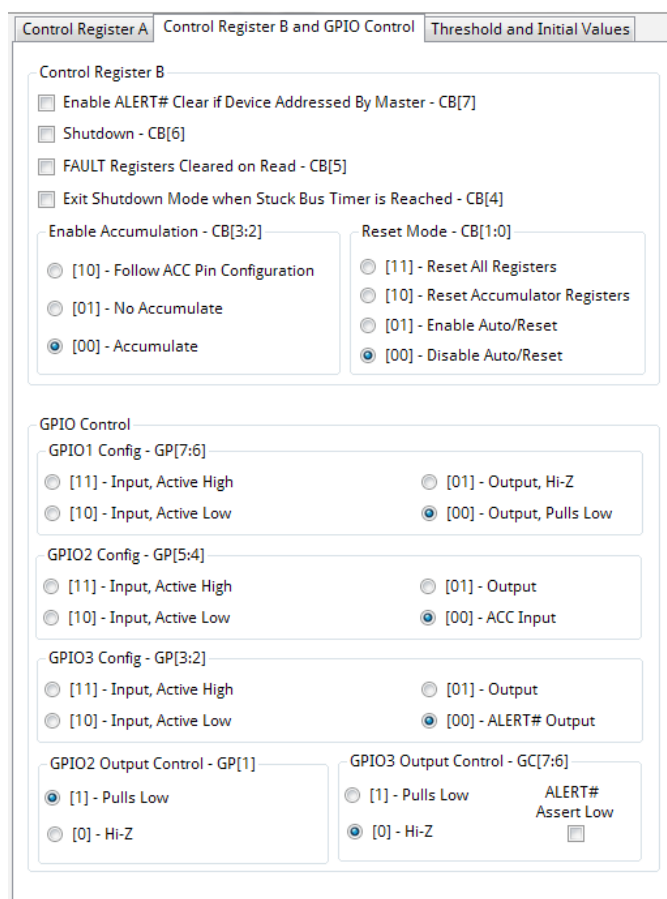 Control Register A
Control Register B and GPIO Control
Threshold and Initial Values
Control Register B
Enable ALERT# Clear if Device Addressed By Master - CB[7]
Shutdown - CB[6]
FAULT Registers Cleared on Read - CB[5]
Exit Shutdown Mode when Stuck Bus Timer is Reached - CB[4]
Enable Accumulation - CB[3:2]
[10] - Follow ACC Pin Configuration
[01] - No Accumulate
[00] - Accumulate
Reset Mode - CB[1:0]
[11] - Reset All Registers
[10] - Reset Accumulator Registers
[01] - Enable Auto/Reset
[00] - Disable Auto/Reset
GPIO Control
GPIO1 Config - GP[7:6]
[11] - Input, Active High
[01] - Output, Hi-Z
[10] - Input, Active Low
[00] - Output, Pulls Low
GPIO2 Config - GP[5:4]
[11] - Input, Active High
[01] - Output
[10] - Input, Active Low
[00] - ACC Input
GPIO3 Config - GP[3:2]
[11] - Input, Active High
[01] - Output
[10] - Input, Active Low
[00] - ALERT# Output
GPIO2 Output Control - GP[1]
[1] - Pulls Low
[0] - Hi-Z
GPIO3 Output Control - GC[7:6]
[1] - Pulls Low
[0] - Hi-Z
ALERT#
Assert Low